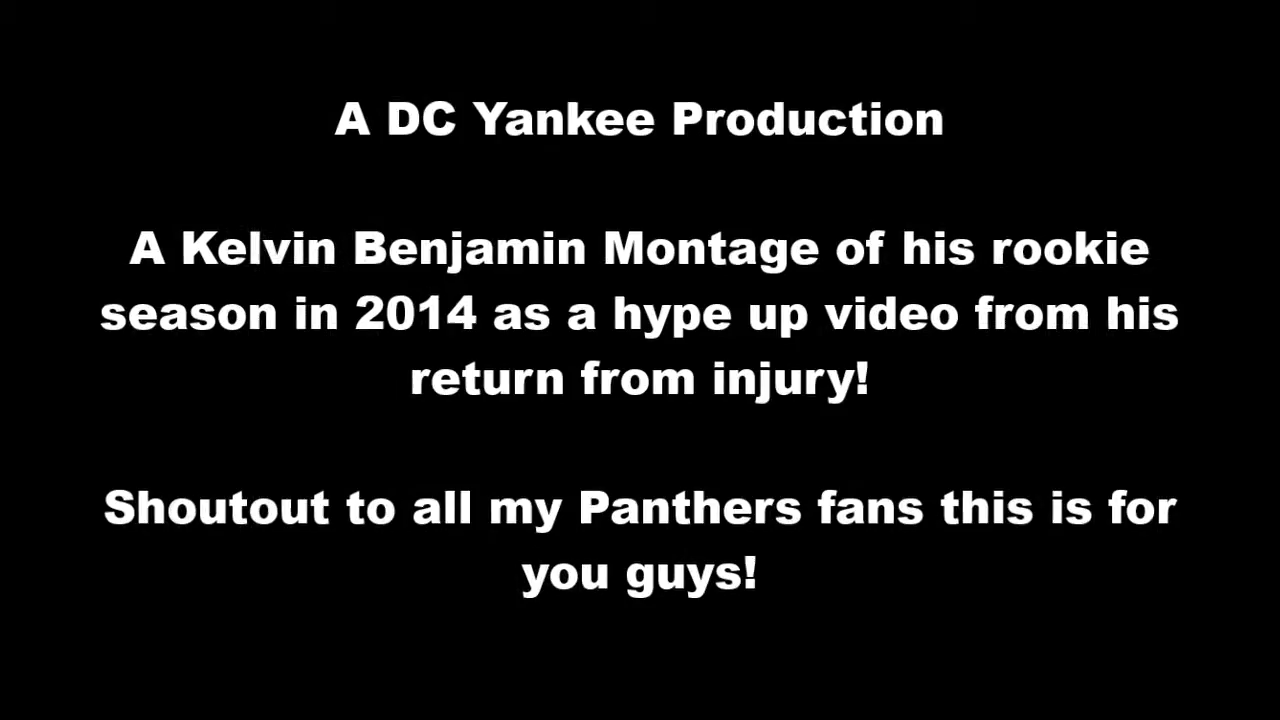 A DC Yankee Production
A Kelvin Benjamin Montage of his rookie
season in 2014 as a hype up video from his
return from injury!
Shoutout to all my Panthers fans this is for
you guys!